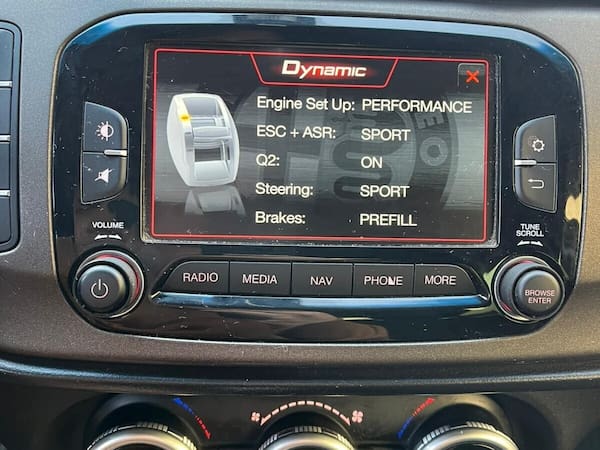 Dynamic
Engine Set Up: PERFORMANCE
ESC + ASR: SPORT
Q2: ON
Steering: SPORT
Brakes: PREFILL
VOLUME
TUNE
SCROLL
RADIO MEDIA NAV PHONE MORE
BROWSE
ENTER